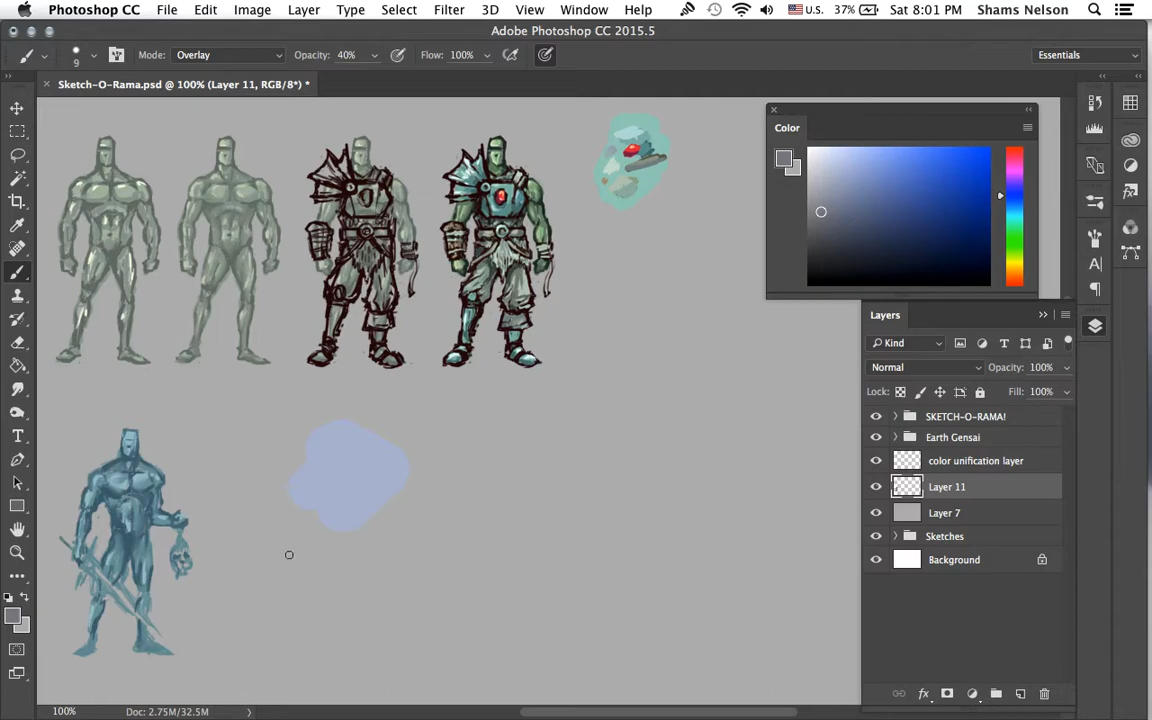 Photoshop CC File Edit Image Layer Type Select Filter 3D View Window Help U.S. 37% Sat 8:01 PM Shams Nelson
Adobe Photoshop CC 2015.5
9 Mode: Overlay Opacity: 40% Flow: 100% Essentials
Sketch-O-Rama.psd @ 100% (Layer 11, RGB/8*) *
Color
Layers
Kind
Normal Opacity: 100%
Lock: Fill: 100%
SKETCH-O-RAMA!
Earth Gensai
color unification layer
Layer 11
Layer 7
Sketches
Background
100% Doc: 2.75M/32.5M